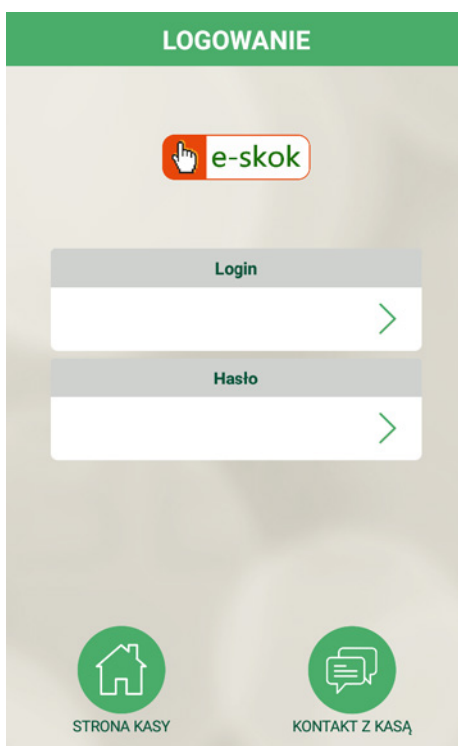 LOGOWANIE
e-skok
Login
Hasło
STRONA KASY
KONTAKT Z KASĄ